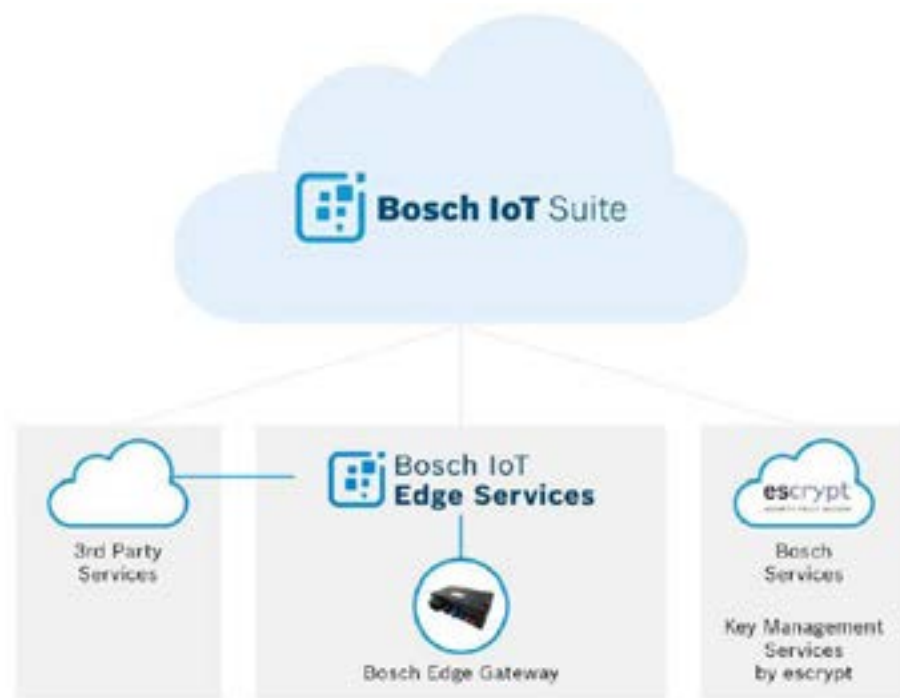 Bosch IoT Suite
3rd Party
Services
Bosch IoT
Edge Services
Bosch Edge Gateway
escrypt
Bosch
Services
Key Management
Services
by escrypt